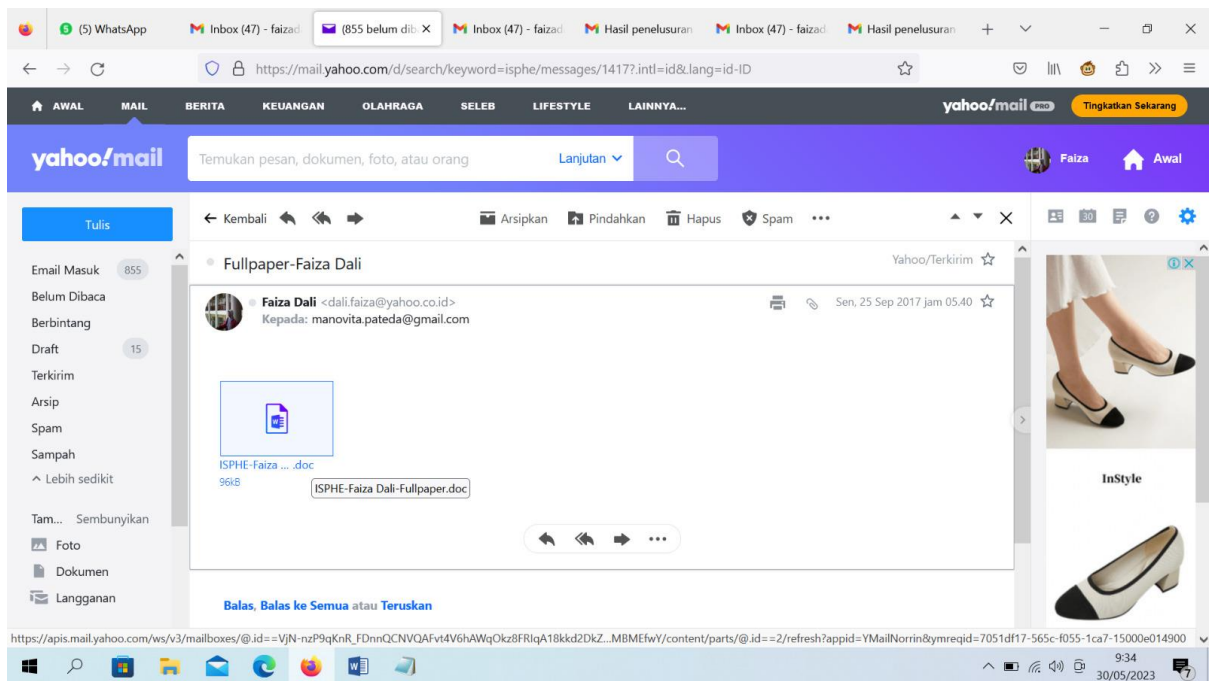 (5) WhatsApp
Inbox (47) - faizad
(855 belum dib
Inbox (47) - faizad
Hasil penelusuran
Inbox (47) - faizad
Hasil penelusuran
https://mail.yahoo.com/d/search/keyword=isphe/messages/1417?.intl=id&.lang=id-ID
AWAL MAIL BERITA KEUANGAN OLAHRAGA SELEB LIFESTYLE LAINNYA... yahoo!mail PRO Tingkatkan Sekarang
yahoo!mail Temukan pesan, dokumen, foto, atau orang Lanjutan Faiza Awal
Tulis
Kembali Arsipkan Pindahkan Hapus Spam 30
Email Masuk 855
Belum Dibaca
Berbintang
Draft 15
Terkirim
Arsip
Spam
Sampah
Lebih sedikit
Tam... Sembunyikan
Foto
Dokumen
Langganan
Fullpaper-Faiza Dali Yahoo/Terkirim
Faiza Dali <dali.faiza@yahoo.co.id> Sen, 25 Sep 2017 jam 05.40
Kepada: manovita.pateda@gmail.com
ISPHE-Faiza ... .doc
96kB
ISPHE-Faiza Dali-Fullpaper.doc
Balas, Balas ke Semua atau Teruskan
InStyle
https://apis.mail.yahoo.com/ws/v3/mailboxes/@.id==VjN-nzP9qKnR_FDnnQCNVQAFvt4V6hAWqOkz8FRIqA18kkd2DkZ...MBMEfwY/content/parts/@.id==2/refresh?appid=YMailNorrin&ymreqid=7051df17-565c-f055-1ca7-15000e014900
9:34
30/05/2023
7